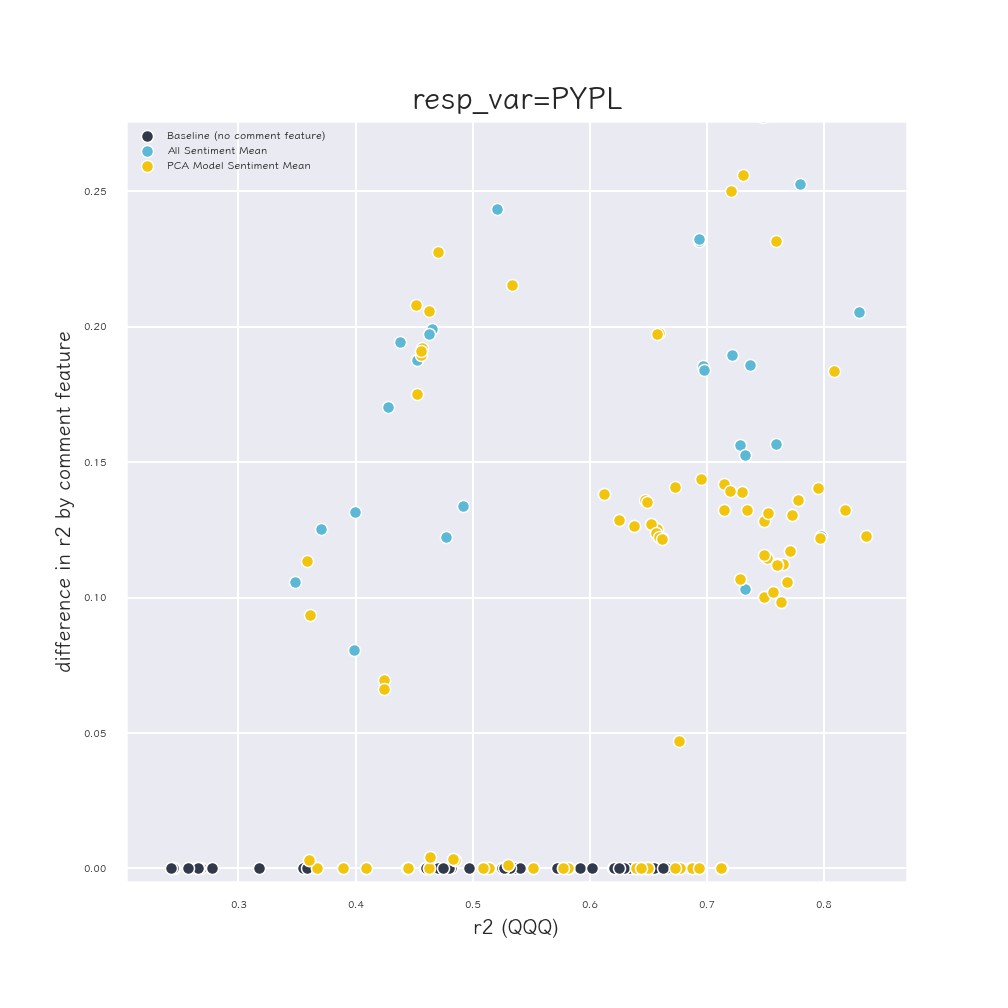 resp_var=PYPL
Baseline (no comment feature)
All Sentiment Mean
PCA Model Sentiment Mean
difference in r2 by comment feature
0.25
0.20
0.15
0.10
0.05
0.00
0.3 0.4 0.5 0.6 0.7 0.8
r2 (QQQ)